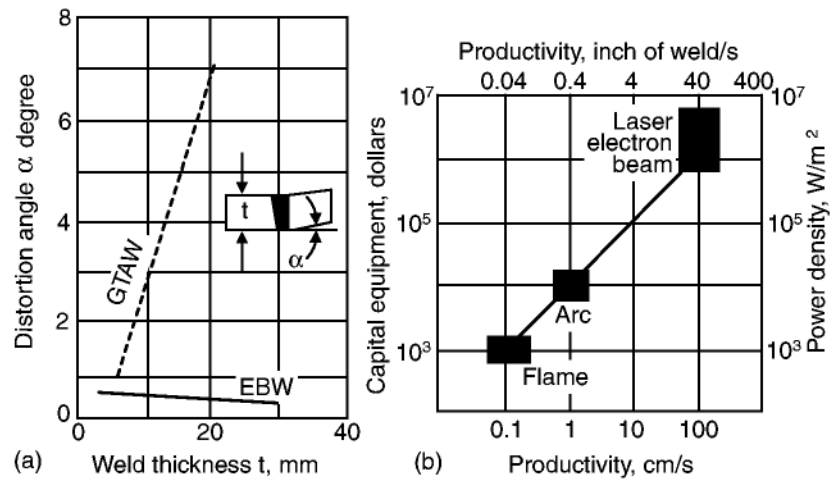 8
6
4
2
0
Distortion angle α degree
GTAW
t
α
EBW
0 20 40
(a) Weld thickness t, mm
Productivity, inch of weld/s
0.04 0.4 4 40 400
10⁷
10⁵
10³
Capital equipment, dollars
Laser
electron
beam
Arc
Flame
10⁷
10⁵
10³
Power density, W/m²
0.1 1 10 100
(b) Productivity, cm/s